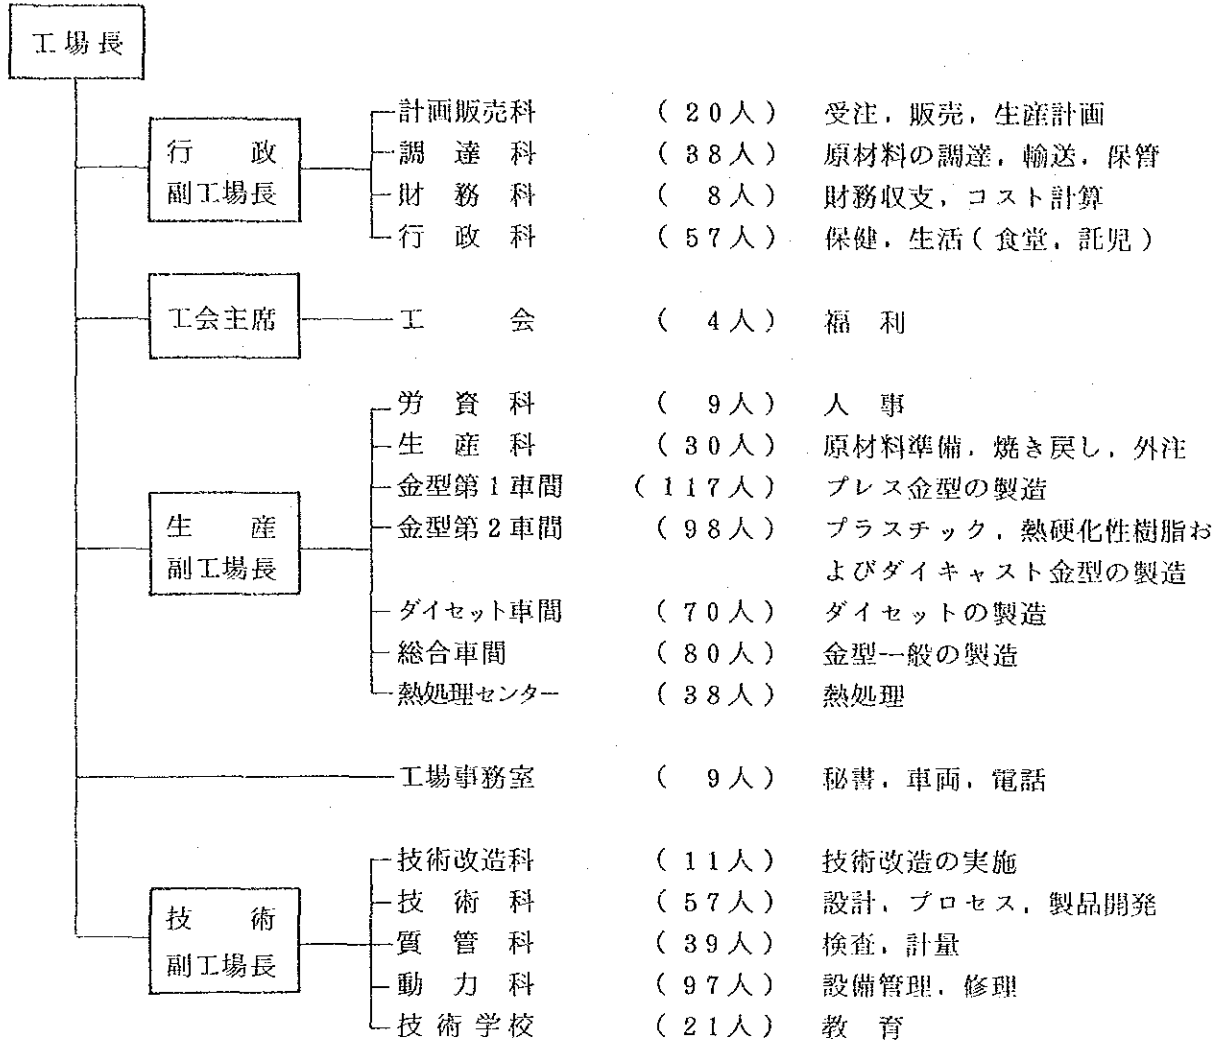 工場長
計画販売科 (20人) 受注，販売，生産計画
行政 調達科 (38人) 原材料の調達，輸送，保管
副工場長 財務科 (8人) 財務収支，コスト計算
行政科 (57人) 保健，生活(食堂，託児)
工会主席 工会 (4人) 福利
労資科 (9人) 人事
生産科 (30人) 原材料準備，焼き戻し，外注
金型第1車間 (117人) プレス金型の製造
生産 金型第2車間 (98人) プラスチック，熱硬化性樹脂お
副工場長 よびダイキャスト金型の製造
ダイセット車間 (70人) ダイセットの製造
総合車間 (80人) 金型一般の製造
熱処理センター (38人) 熱処理
工場事務室 (9人) 秘書，車両，電話
技術改造科 (11人) 技術改造の実施
技術 技術科 (57人) 設計，プロセス，製品開発
副工場長 質管科 (39人) 検査，計量
動力科 (97人) 設備管理，修理
技術学校 (21人) 教育